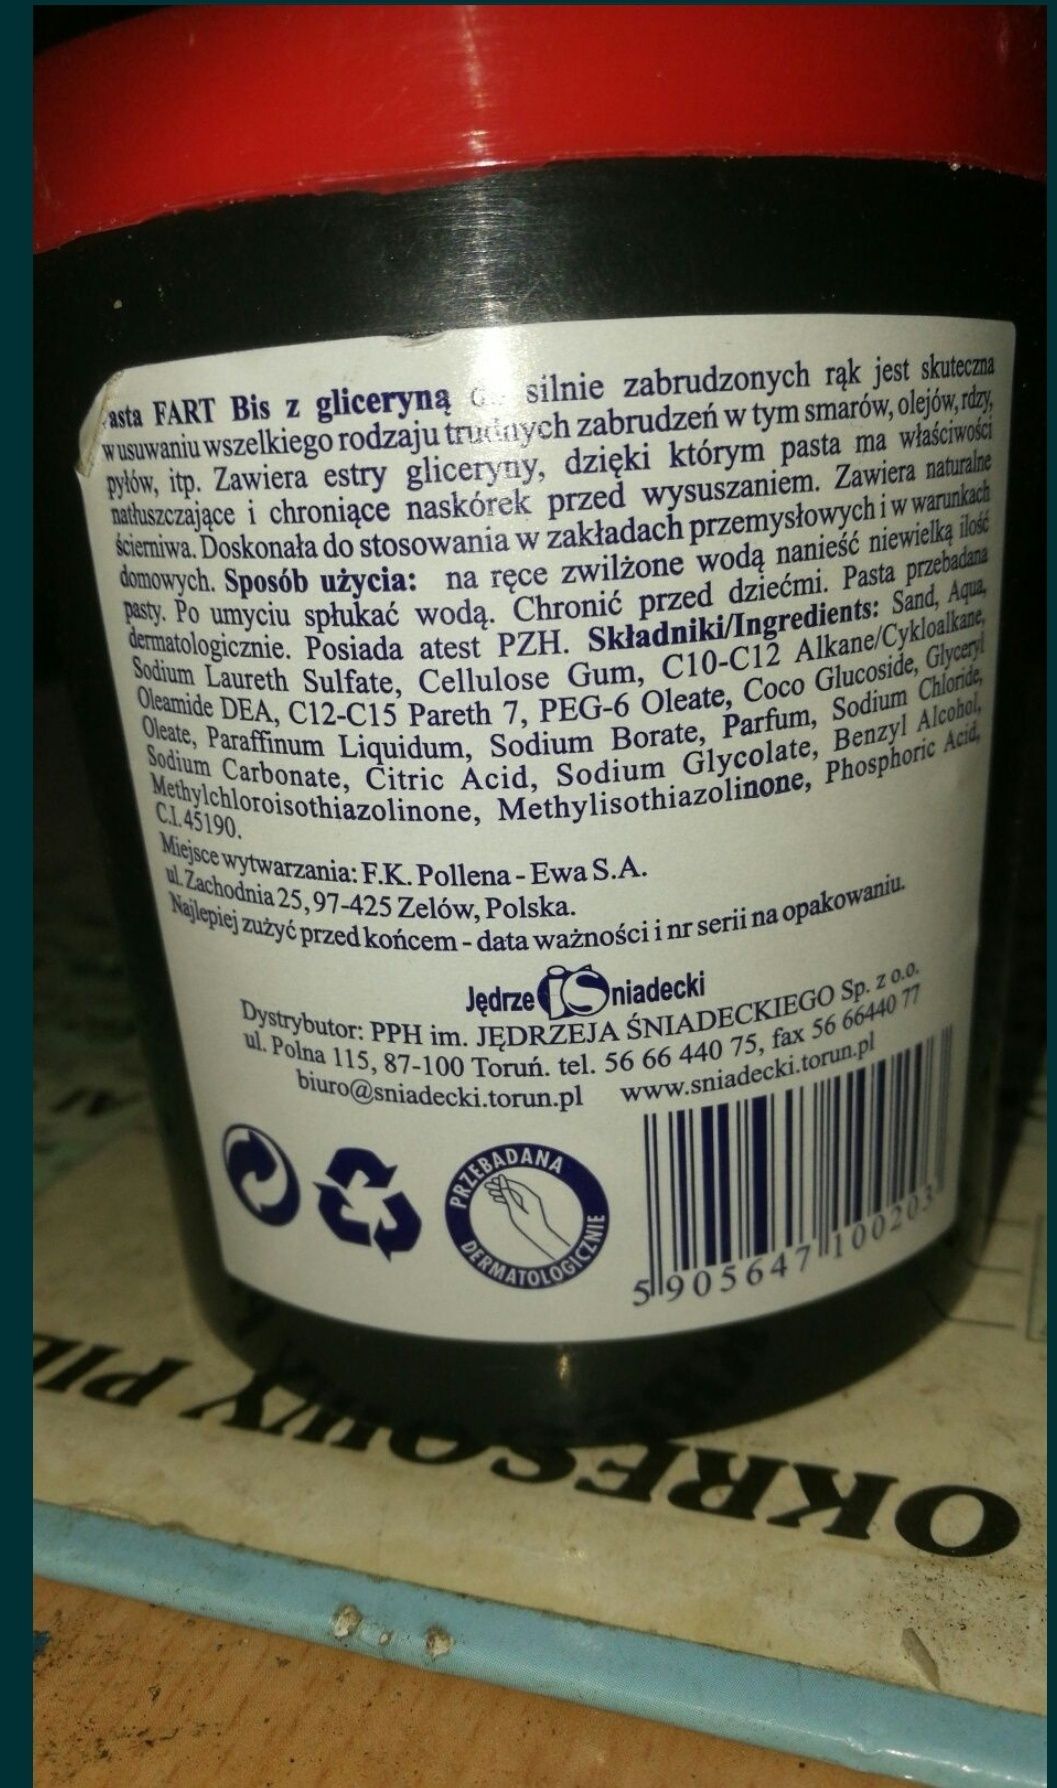 asta FART Bis z gliceryną silnie zabrudzonych rąk jest skuteczna
w usuwaniu wszelkiego rodzaju trudnych zabrudzeń w tym smarów, olejów, rdzy,
pyłów, itp. Zawiera estry gliceryny, dzięki którym pasta ma właściwości
natłuszczające i chroniące naskórek przed wysuszaniem. Zawiera naturalne
ścierniwa. Doskonała do stosowania w zakładach przemysłowych i w warunkach
domowych. Sposób użycia: na ręce zwilżone wodą nanieść niewielką ilość
pasty. Po umyciu spłukać wodą. Chronić przed dziećmi. Pasta przebadana
dermatologicznie. Posiada atest PZH. Składniki/Ingredients: Sand, Aqua,
Sodium Laureth Sulfate, Cellulose Gum, C10-C12 Alkane/Cykloalkane,
Oleamide DEA, C12-C15 Pareth 7, PEG-6 Oleate, Coco Glucoside, Glyceryl
Oleate, Paraffinum Liquidum, Sodium Borate, Parfum, Sodium Chloride,
Sodium Carbonate, Citric Acid, Sodium Glycolate, Benzyl Alcohol,
Methylchloroisothiazolinone, Methylisothiazolinone, Phosphoric Acid,
C.I.45190.
Miejsce wytwarzania: F.K. Pollena - Ewa S.A.
ul. Zachodnia 25, 97-425 Zelów, Polska.
Najlepiej zużyć przed końcem - data ważności i nr serii na opakowaniu.
Jędrzej Śniadecki
Dystrybutor: PPH im. JĘDRZEJA ŚNIADECKIEGO Sp. z o.o.
ul. Polna 115, 87-100 Toruń. tel. 56 66 440 75, fax 56 66440 77
biuro@sniadecki.torun.pl www.sniadecki.torun.pl
PRZEBADANA
DERMATOLOGICZNIE
5 905647 100203
OKRESOWY